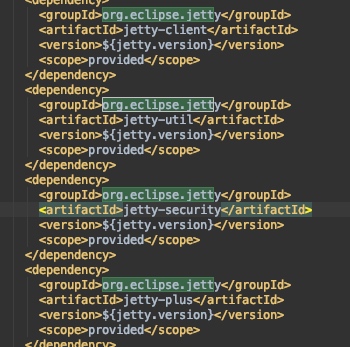 <dependency>
<groupId>org.eclipse.jetty</groupId>
<artifactId>jetty-client</artifactId>
<version>${jetty.version}</version>
<scope>provided</scope>
</dependency>
<dependency>
<groupId>org.eclipse.jetty</groupId>
<artifactId>jetty-util</artifactId>
<version>${jetty.version}</version>
<scope>provided</scope>
</dependency>
<dependency>
<groupId>org.eclipse.jetty</groupId>
<artifactId>jetty-security</artifactId>
<version>${jetty.version}</version>
<scope>provided</scope>
</dependency>
<dependency>
<groupId>org.eclipse.jetty</groupId>
<artifactId>jetty-plus</artifactId>
<version>${jetty.version}</version>
<scope>provided</scope>
</dependency>